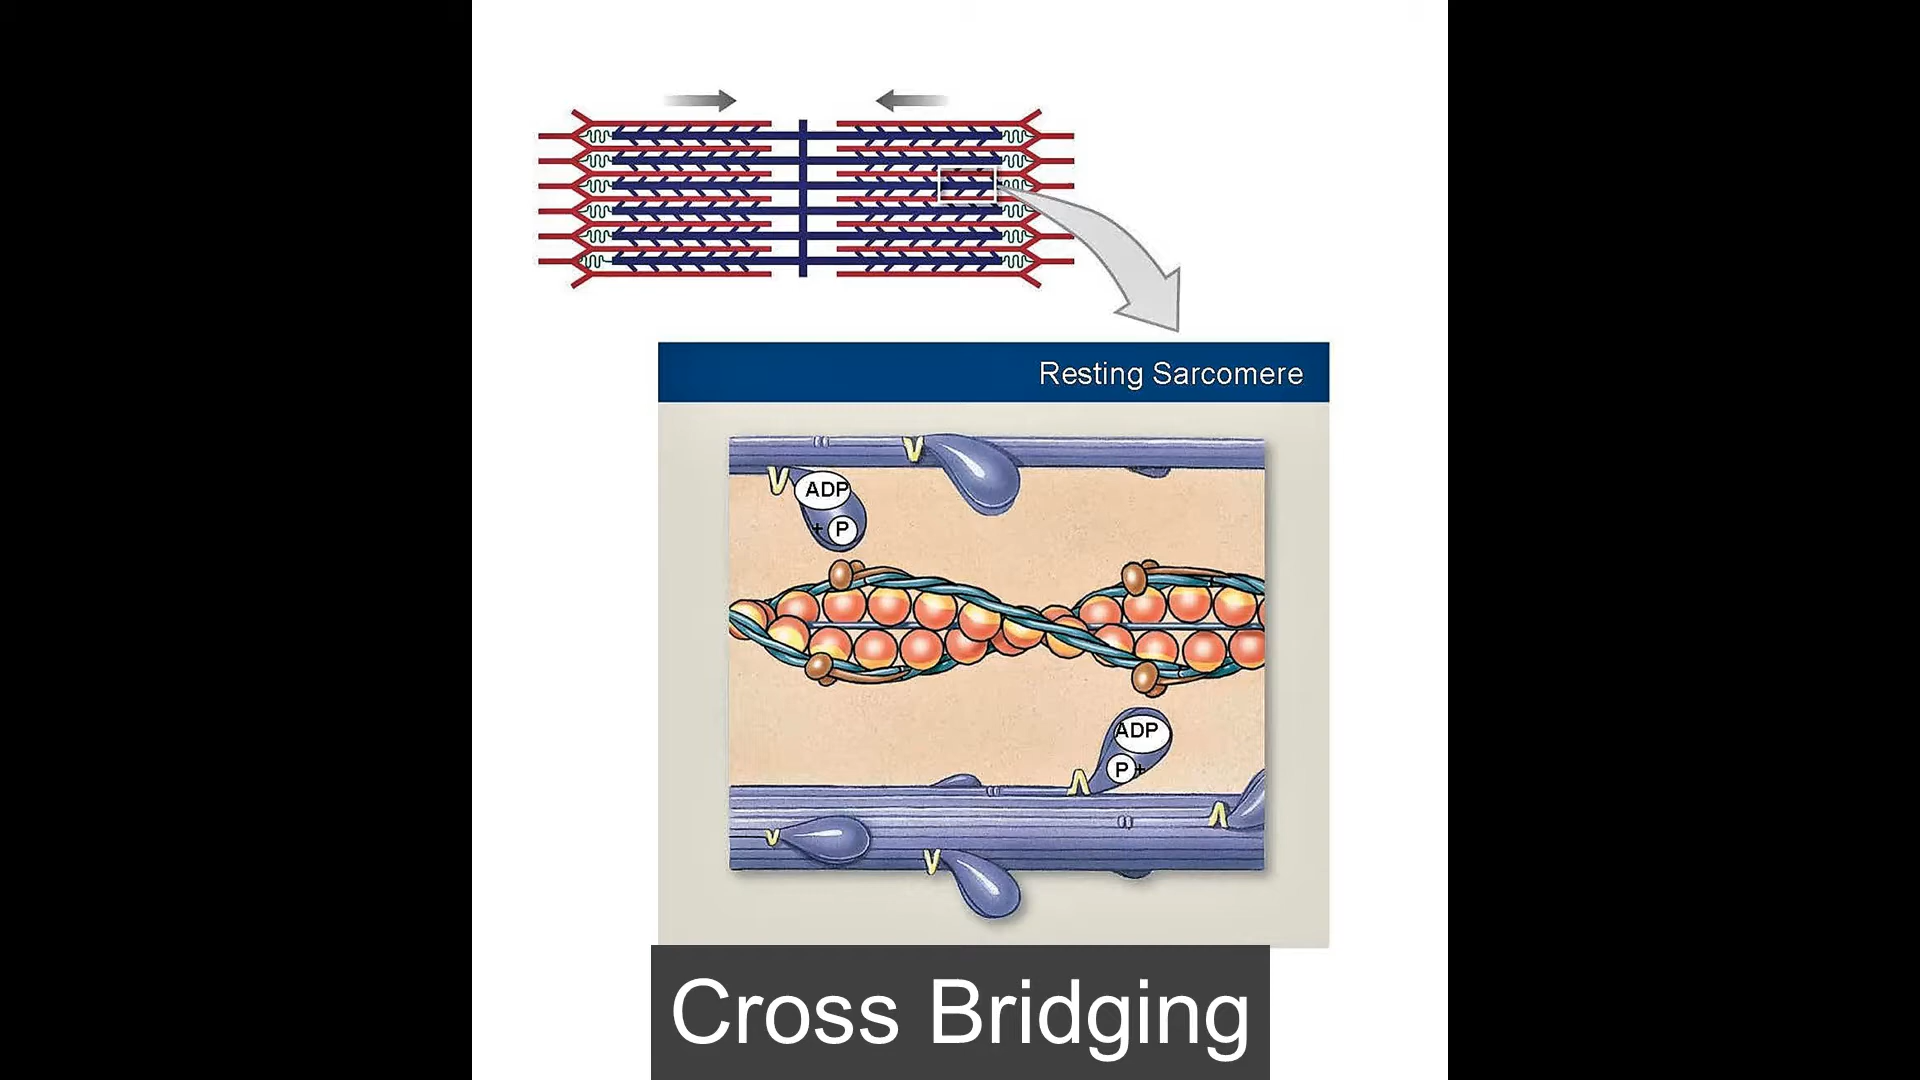 Resting Sarcomere
ADP
+ P
ADP
P +
Cross Bridging